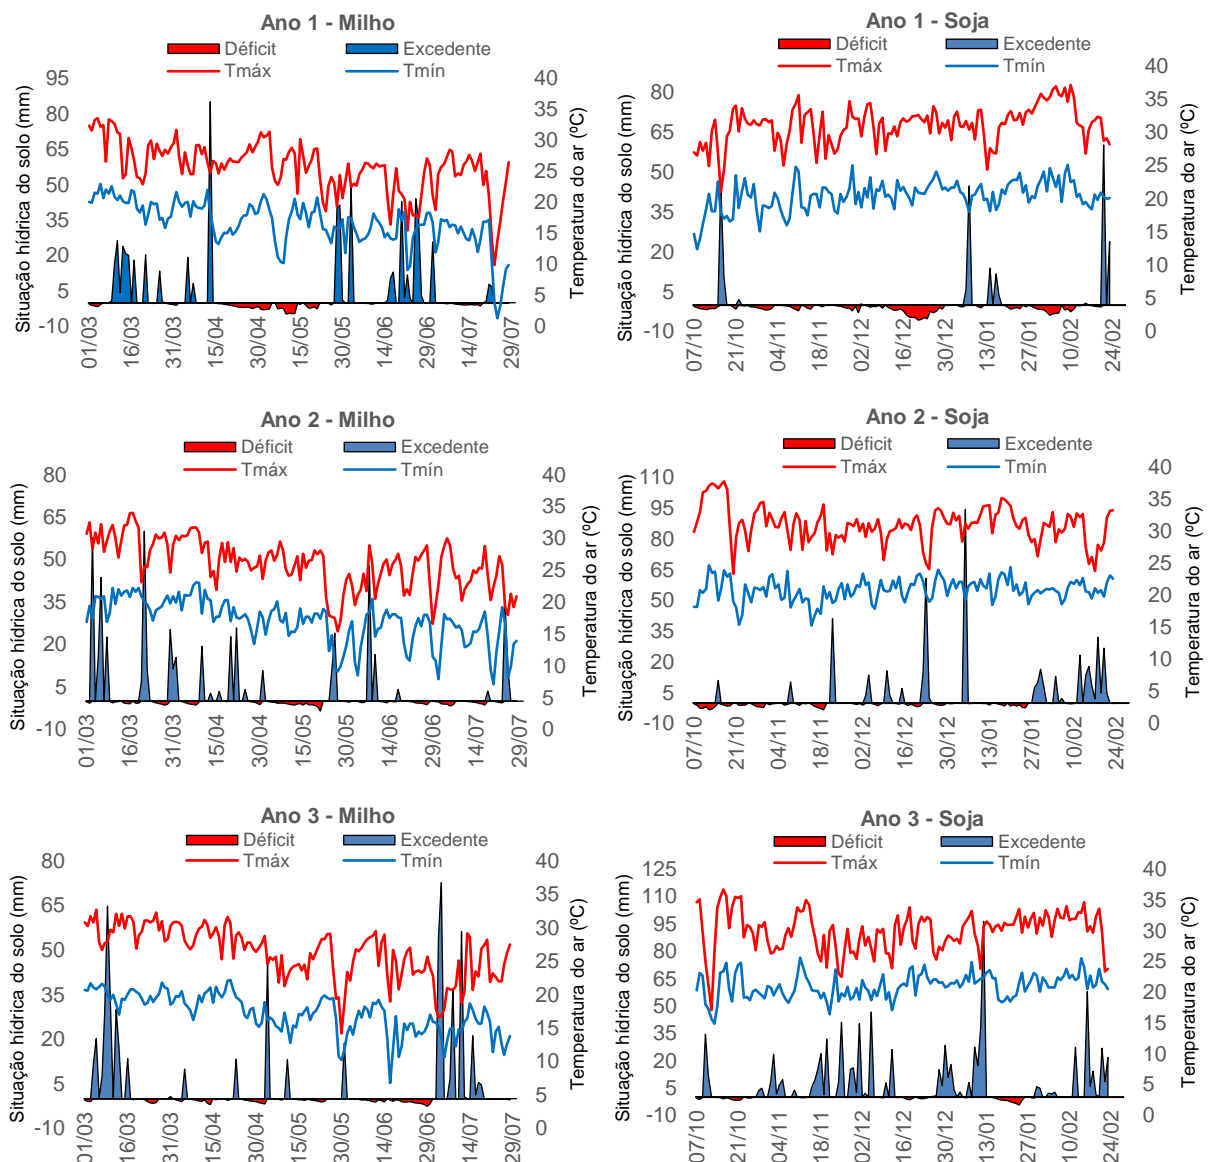 Ano 1 - Milho
Déficit Excedente
Tmáx Tmín
Situação hídrica do solo (mm)
95
80
65
50
35
20
5
-10
Temperatura do ar (ºC)
40
35
30
25
20
15
10
5
0
01/03 16/03 31/03 15/04 30/04 15/05 30/05 14/06 29/06 14/07 29/07
Ano 1 - Soja
Déficit Excedente
Tmáx Tmín
Situação hídrica do solo (mm)
80
65
50
35
20
5
-10
Temperatura do ar (ºC)
40
35
30
25
20
15
10
5
0
07/10 21/10 04/11 18/11 02/12 16/12 30/12 13/01 27/01 10/02 24/02
Ano 2 - Milho
Déficit Excedente
Tmáx Tmín
Situação hídrica do solo (mm)
80
65
50
35
20
5
-10
Temperatura do ar (ºC)
40
35
30
25
20
15
10
5
0
01/03 16/03 31/03 15/04 30/04 15/05 30/05 14/06 29/06 14/07 29/07
Ano 2 - Soja
Déficit Excedente
Tmáx Tmín
Situação hídrica do solo (mm)
110
95
80
65
50
35
20
5
-10
Temperatura do ar (ºC)
40
35
30
25
20
15
10
5
0
07/10 21/10 04/11 18/11 02/12 16/12 30/12 13/01 27/01 10/02 24/02
Ano 3 - Milho
Déficit Excedente
Tmáx Tmín
Situação hídrica do solo (mm)
80
65
50
35
20
5
-10
Temperatura do ar (ºC)
40
35
30
25
20
15
10
5
0
01/03 16/03 31/03 15/04 30/04 15/05 30/05 14/06 29/06 14/07 29/07
Ano 3 - Soja
Déficit Excedente
Tmáx Tmín
Situação hídrica do solo (mm)
125
110
95
80
65
50
35
20
5
-10
Temperatura do ar (ºC)
40
35
30
25
20
15
10
5
0
07/10 21/10 04/11 18/11 02/12 16/12 30/12 13/01 27/01 10/02 24/02